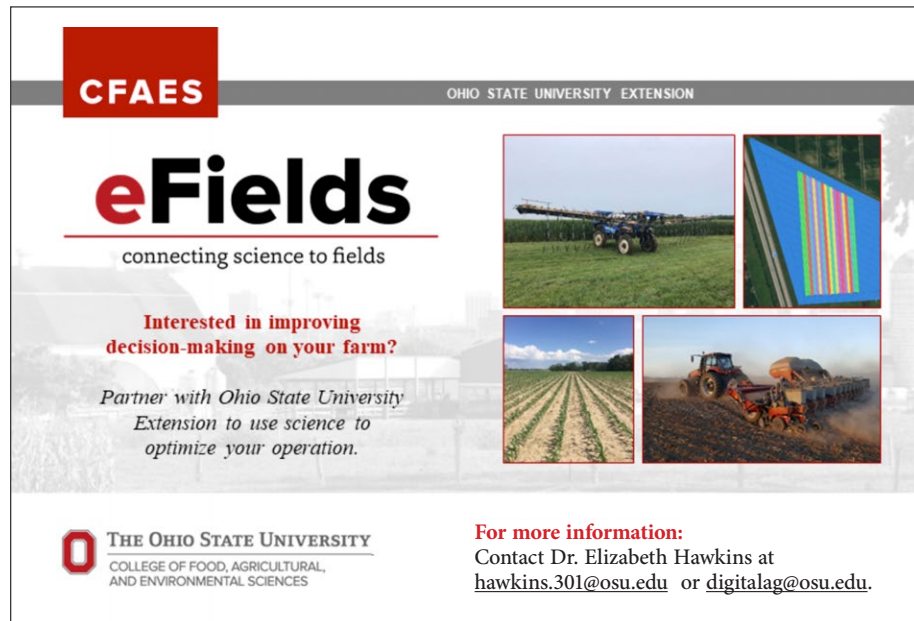 CFAES
OHIO STATE UNIVERSITY EXTENSION
eFields
connecting science to fields
Interested in improving
decision-making on your farm?
Partner with Ohio State University
Extension to use science to
optimize your operation.
THE OHIO STATE UNIVERSITY
COLLEGE OF FOOD, AGRICULTURAL,
AND ENVIRONMENTAL SCIENCES
For more information:
Contact Dr. Elizabeth Hawkins at
hawkins.301@osu.edu or digitalag@osu.edu.